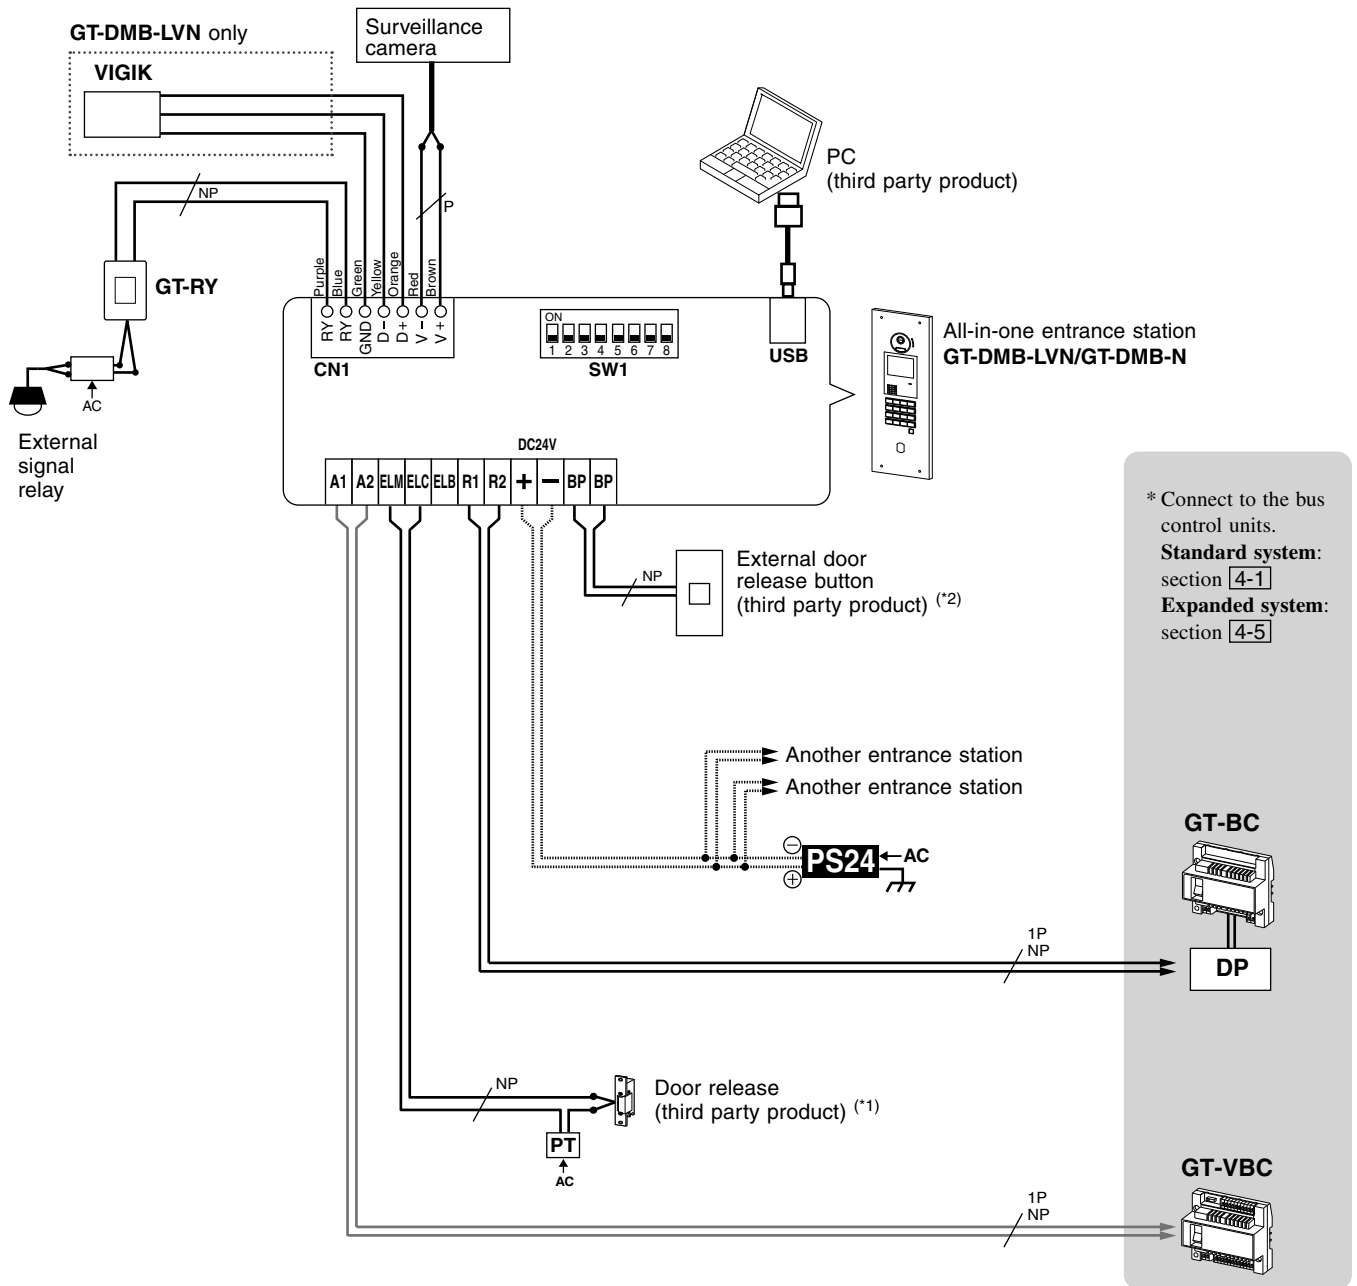 GT-DMB-LVN only
VIGIK
Surveillance
camera
PC
(third party product)
NP
P
GT-RY
Purple
Blue
Green
Yellow
Orange
Red
Brown
RY
RY
GND
D−
D+
V−
V+
CN1
ON
1 2 3 4 5 6 7 8
SW1
USB
All-in-one entrance station
GT-DMB-LVN/GT-DMB-N
AC
External
signal
relay
DC24V
A1 A2 ELM ELC ELB R1 R2 + − BP BP
NP
External door
release button
(third party product) (*2)
* Connect to the bus
control units.
Standard system:
section 4-1
Expanded system:
section 4-5
Another entrance station
Another entrance station
−
+
PS24
AC
GT-BC
1P
NP
DP
NP
Door release
(third party product) (*1)
PT
AC
GT-VBC
1P
NP